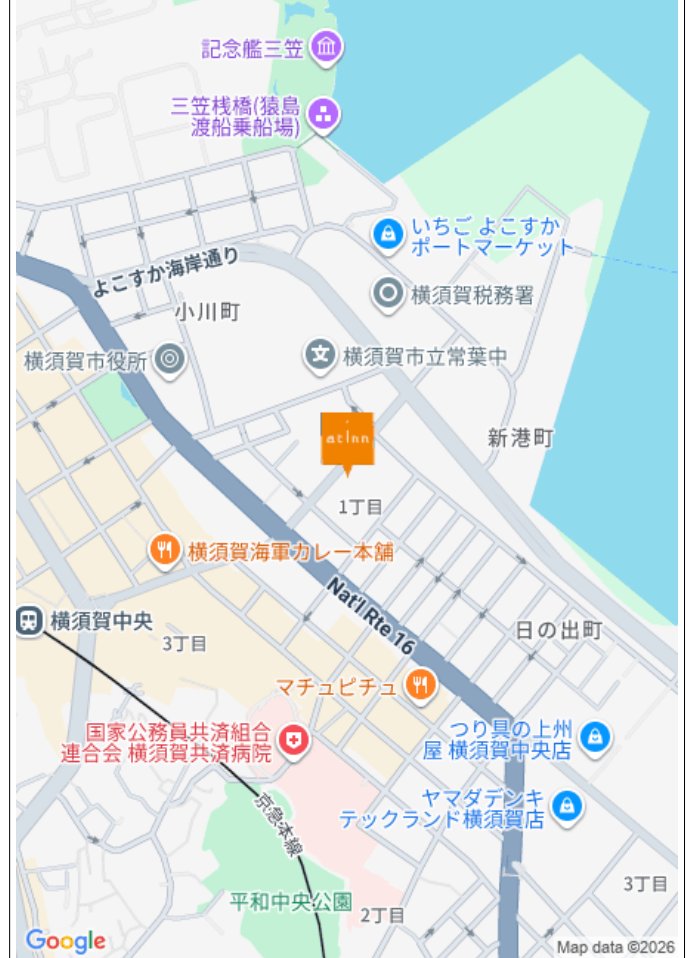 記念艦三笠
三笠桟橋(猿島
渡船乗船場)
いちご よこすか
ポートマーケット
よこすか海岸通り
横須賀税務署
小川町
横須賀市役所
横須賀市立常葉中
atInn
新港町
1丁目
横須賀海軍カレー本舗
Nat'l Rte 16
横須賀中央
日の出町
3丁目
マチュピチュ
国家公務員共済組合
連合会 横須賀共済病院
つり具の上州
屋 横須賀中央店
ヤマダデンキ
テックランド横須賀店
京急本線
3丁目
平和中央公園
2丁目
Google
Map data ©2026